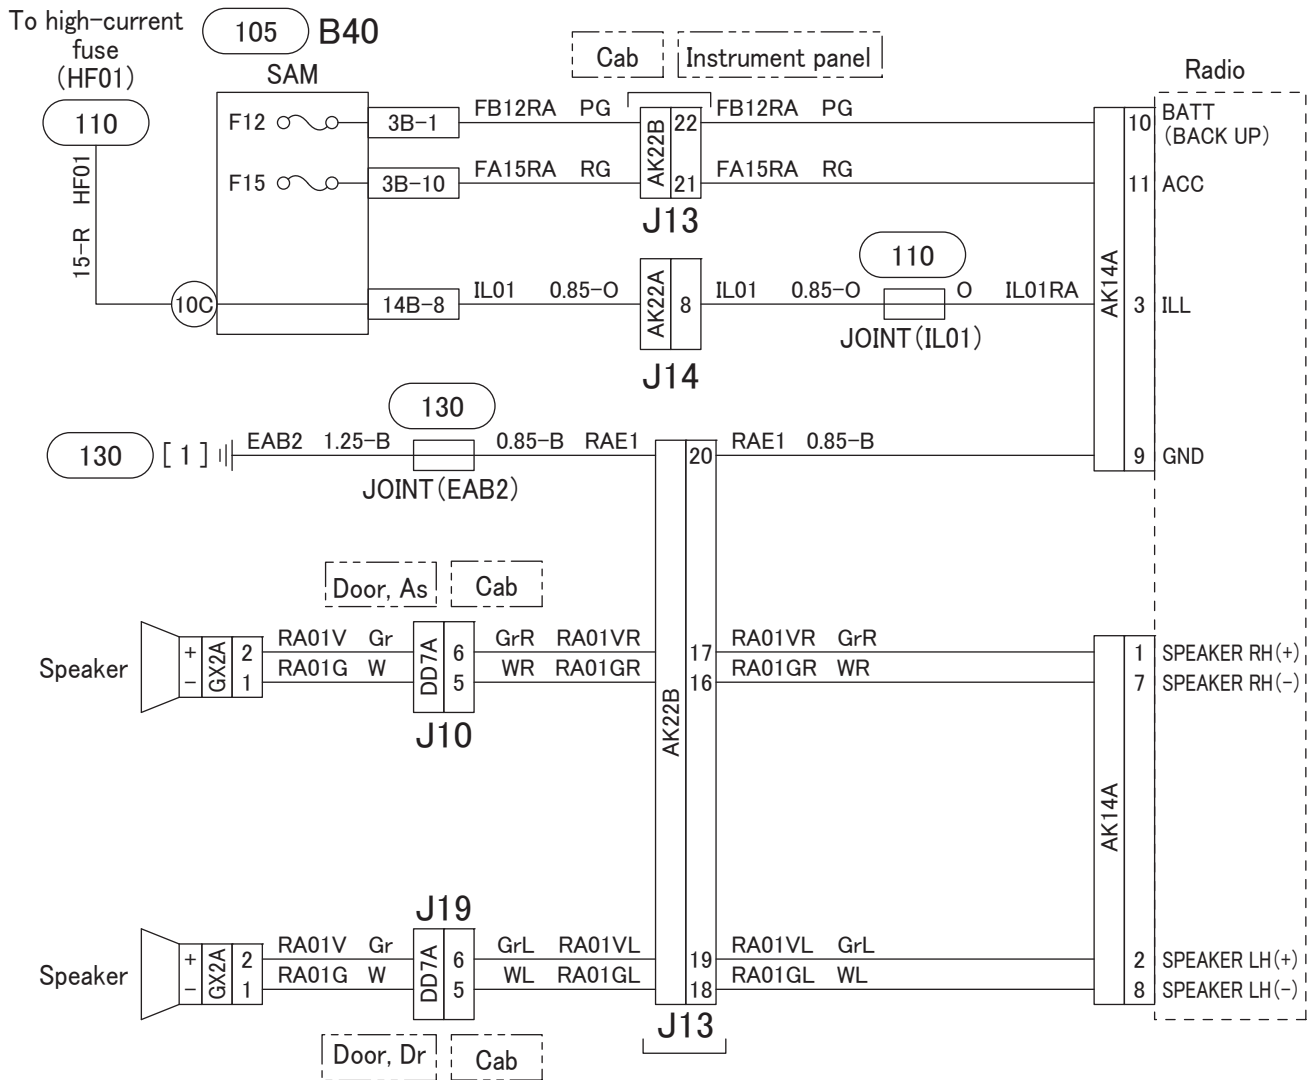 To high-current
fuse
(HF01)
105 B40
SAM
Cab
Instrument panel
Radio
110
15-R HF01
10C
F12
3B-1
FB12RA PG
AK22B
22
FB12RA PG
10
BATT
(BACK UP)
F15
3B-10
FA15RA RG
21
FA15RA RG
11
ACC
J13
110
AK14A
14B-8
IL01 0.85-O
AK22A
8
IL01 0.85-O
O IL01RA
3
ILL
JOINT(IL01)
J14
130
130 [1]
EAB2 1.25-B
0.85-B RAE1
20
RAE1 0.85-B
9
GND
JOINT(EAB2)
Door, As
Cab
Speaker
+
-
GX2A
2
1
RA01V Gr
RA01G W
DD7A
6
5
GrR RA01VR
WR RA01GR
AK22B
17
16
RA01VR GrR
RA01GR WR
1
7
SPEAKER RH(+)
SPEAKER RH(-)
J10
AK14A
J19
Speaker
+
-
GX2A
2
1
RA01V Gr
RA01G W
DD7A
6
5
GrL RA01VL
WL RA01GL
19
18
RA01VL GrL
RA01GL WL
2
8
SPEAKER LH(+)
SPEAKER LH(-)
J13
Door, Dr
Cab